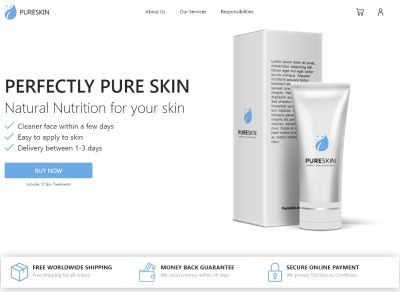 PURESKIN
About Us
Our Services
Responsibilities
PERFECTLY PURE SKIN
Natural Nutrition for your skin
Cleaner face within a few days
Easy to apply to skin
Delivery between 1-3 days
BUY NOW
Includes 12 Skin Treatments
Lorem ipsum dolor sit amet,
consectetur adipiscing elit.
PURESKIN
PURESKIN
FREE WORLDWIDE SHIPPING
Free shipping for all orders
MONEY BACK GUARANTEE
We return money within 30 days
SECURE ONLINE PAYMENT
We posess SSL/Secure Certificate